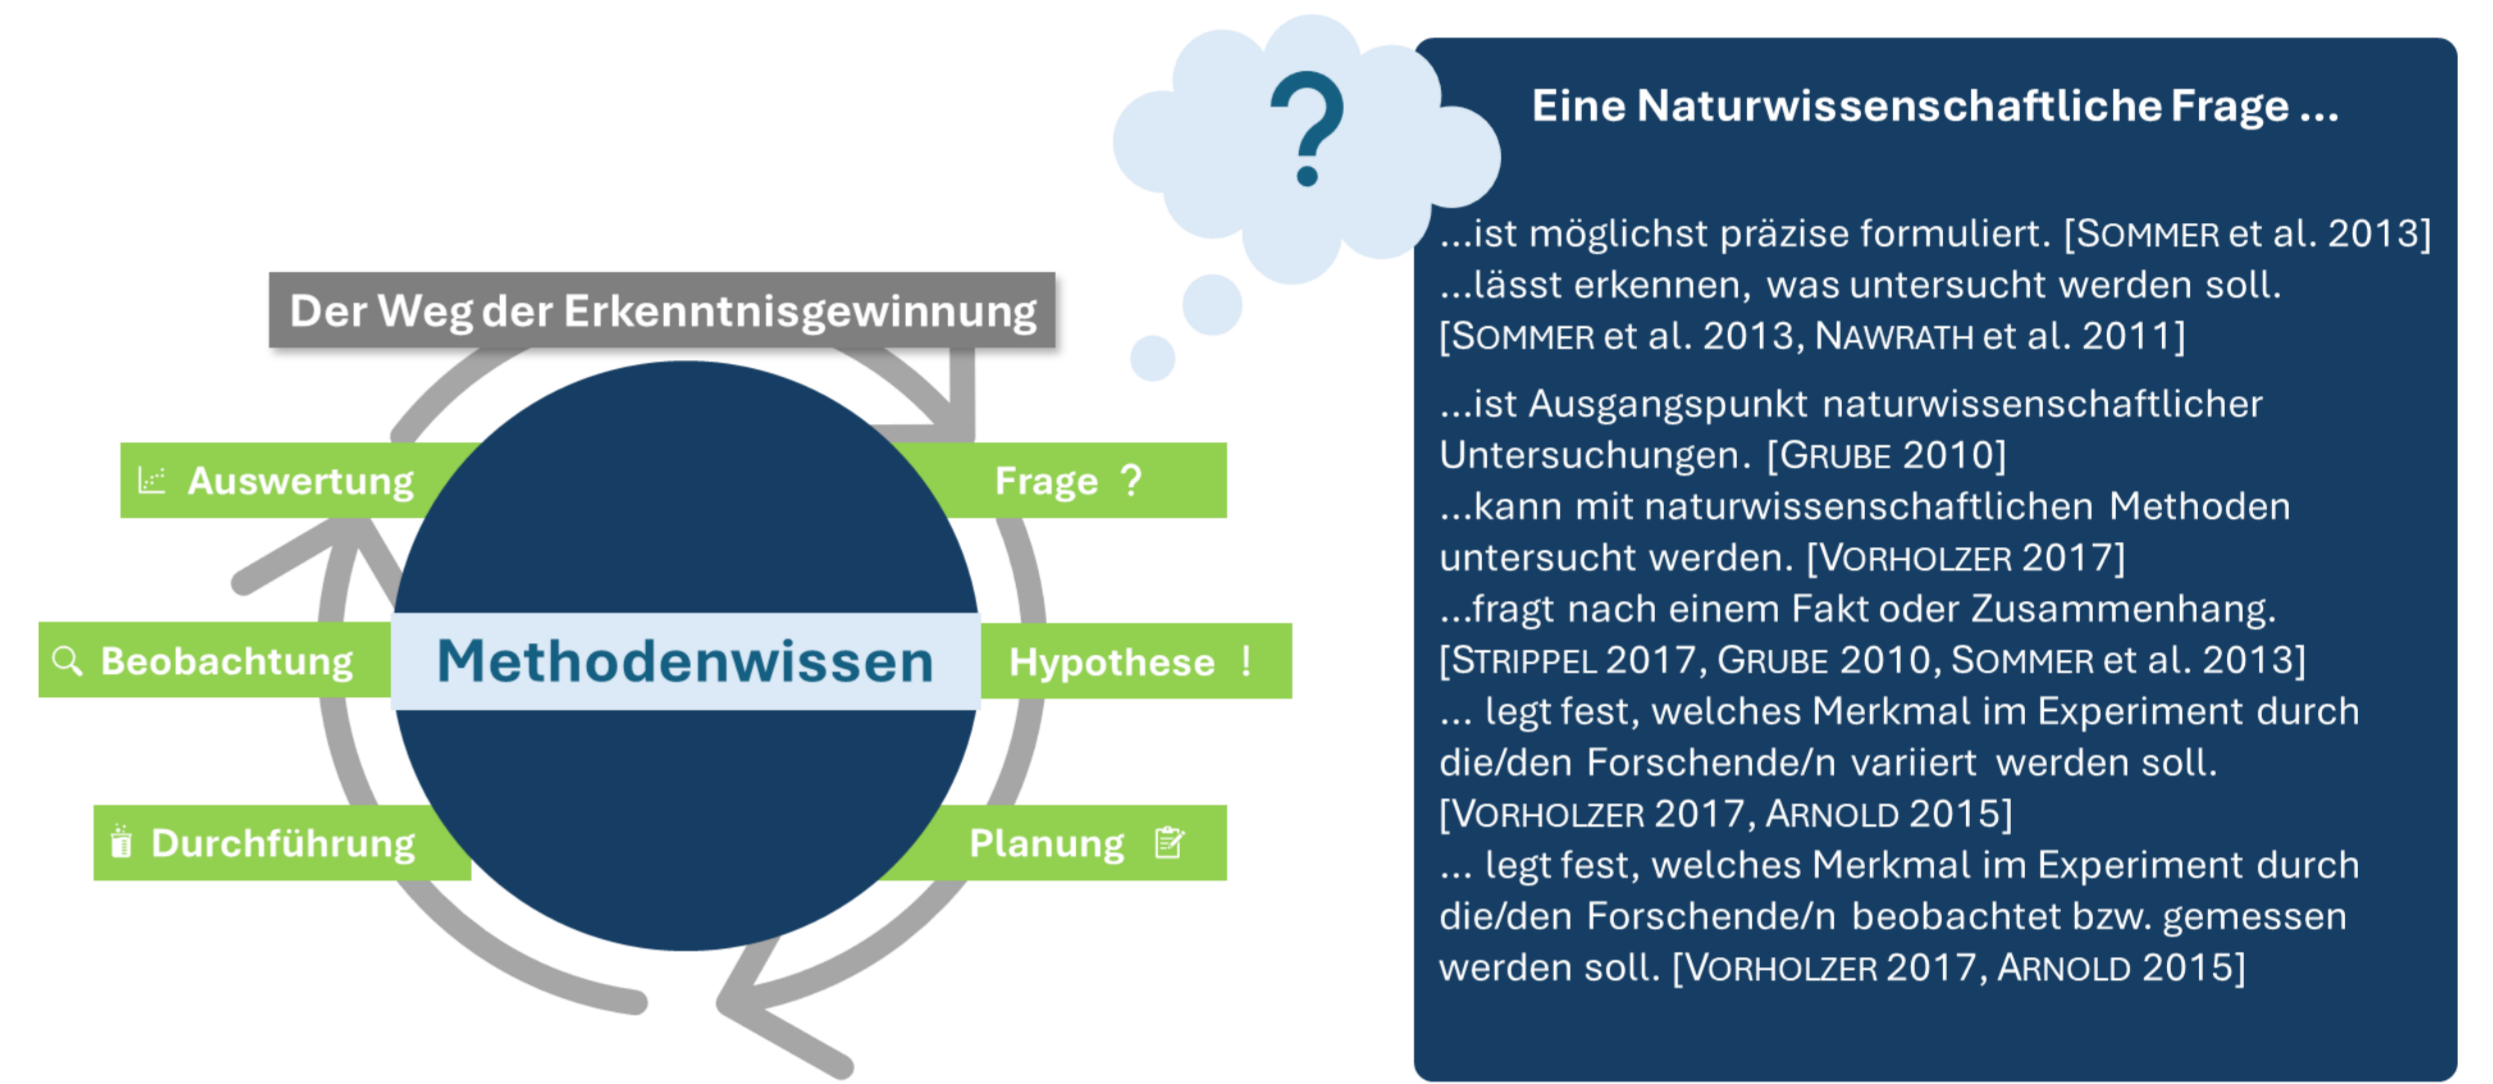 Der Weg der Erkenntnisgewinnung
Auswertung
Frage ?
Beobachtung
Methodenwissen
Hypothese !
Durchführung
Planung
?
Eine Naturwissenschaftliche Frage ...
...ist möglichst präzise formuliert. [SOMMER et al. 2013]
...lässt erkennen, was untersucht werden soll.
[SOMMER et al. 2013, NAWRATH et al. 2011]
...ist Ausgangspunkt naturwissenschaftlicher
Untersuchungen. [GRUBE 2010]
...kann mit naturwissenschaftlichen Methoden
untersucht werden. [VORHOLZER 2017]
...fragt nach einem Fakt oder Zusammenhang.
[STRIPPEL 2017, GRUBE 2010, SOMMER et al. 2013]
... legt fest, welches Merkmal im Experiment durch
die/den Forschende/n variiert werden soll.
[VORHOLZER 2017, ARNOLD 2015]
... legt fest, welches Merkmal im Experiment durch
die/den Forschende/n beobachtet bzw. gemessen
werden soll. [VORHOLZER 2017, ARNOLD 2015]